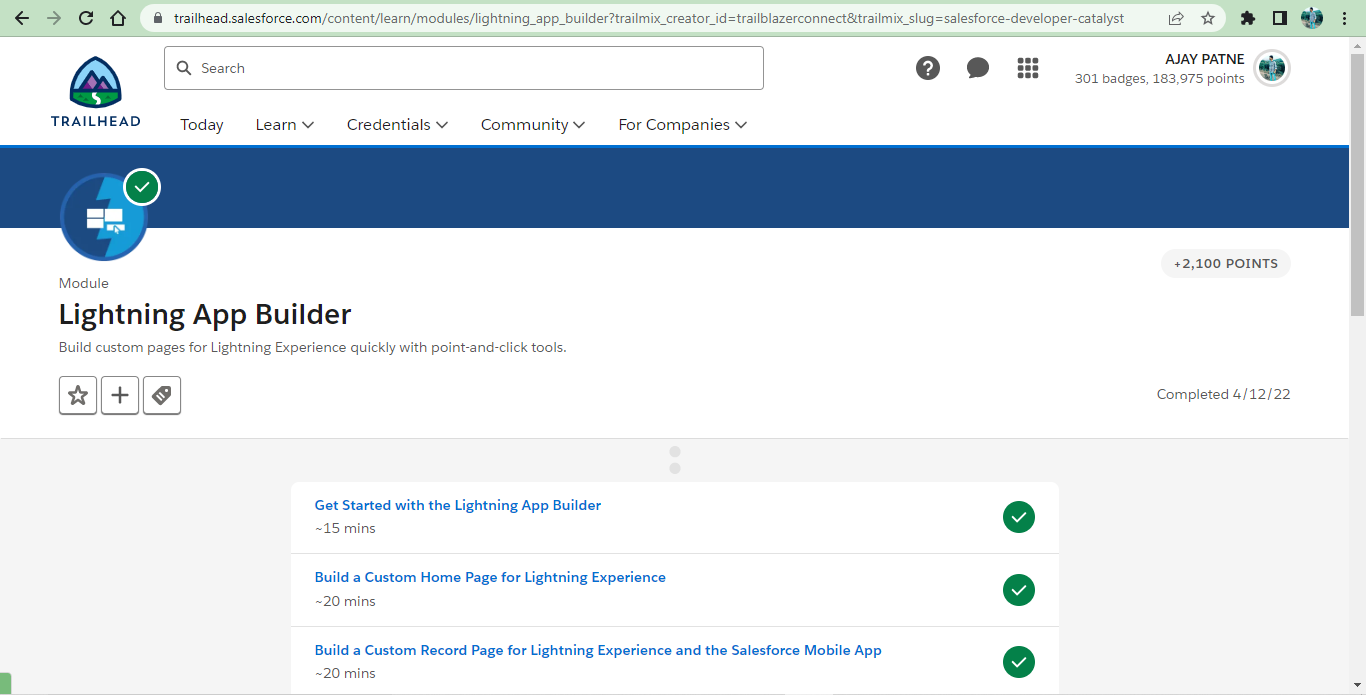 trailhead.salesforce.com/content/learn/modules/lightning_app_builder?trailmix_creator_id=trailblazerconnect&trailmix_slug=salesforce-developer-catalyst
TRAILHEAD
Search
AJAY PATNE
301 badges, 183,975 points
Today
Learn
Credentials
Community
For Companies
+2,100 POINTS
Module
Lightning App Builder
Build custom pages for Lightning Experience quickly with point-and-click tools.
Completed 4/12/22
Get Started with the Lightning App Builder
~15 mins
Build a Custom Home Page for Lightning Experience
~20 mins
Build a Custom Record Page for Lightning Experience and the Salesforce Mobile App
~20 mins